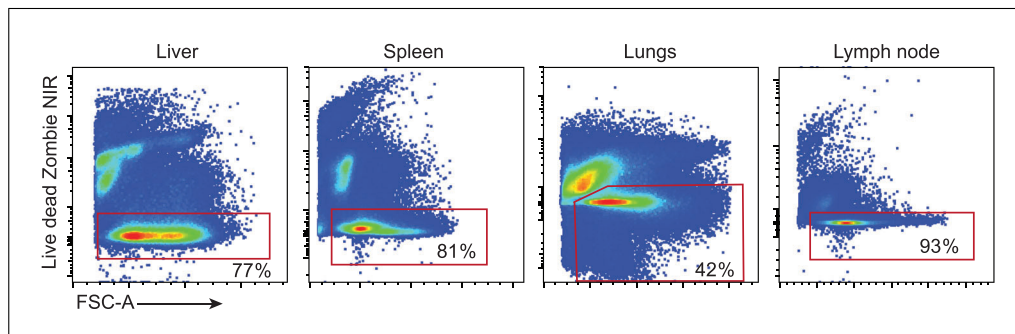 Liver
Spleen
Lungs
Lymph node
Live dead Zombie NIR
77%
81%
42%
93%
FSC-A